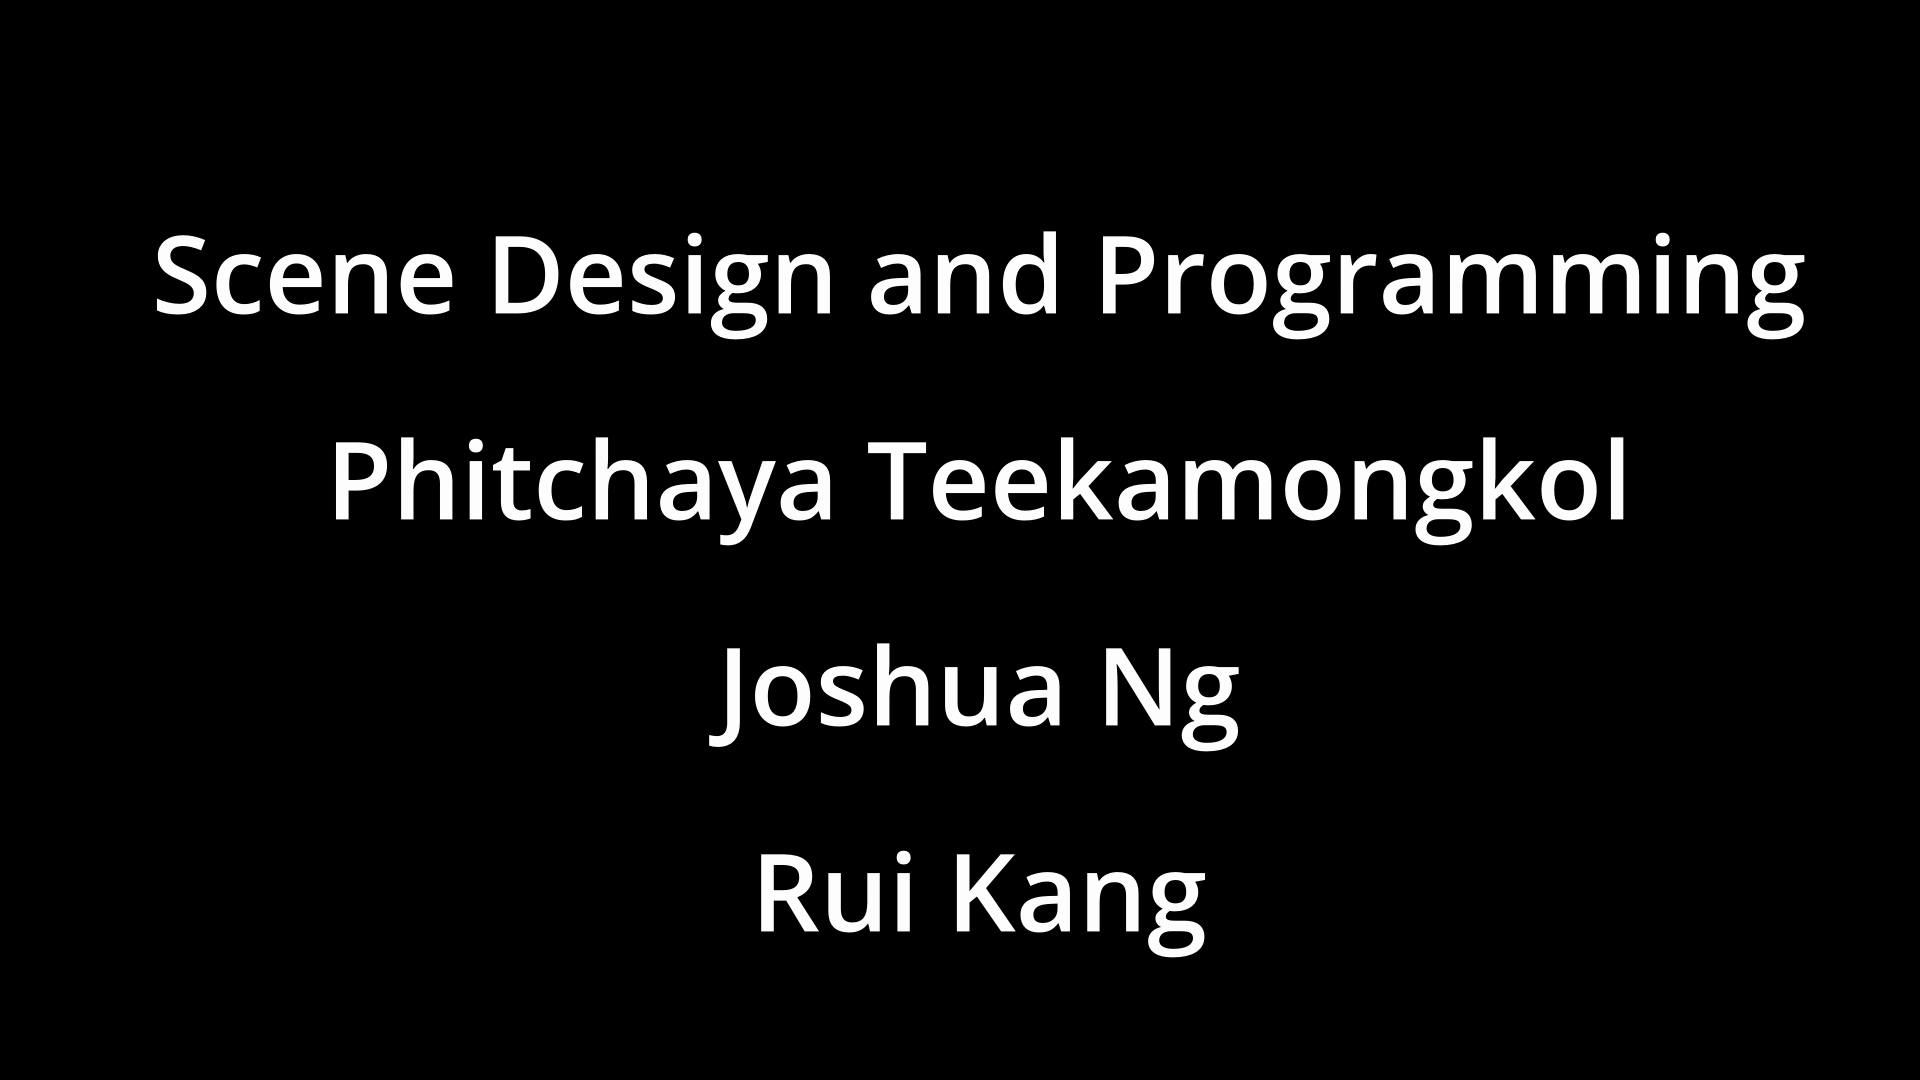 Scene Design and Programming
Phitchaya Teekamongkol
Joshua Ng
Rui Kang